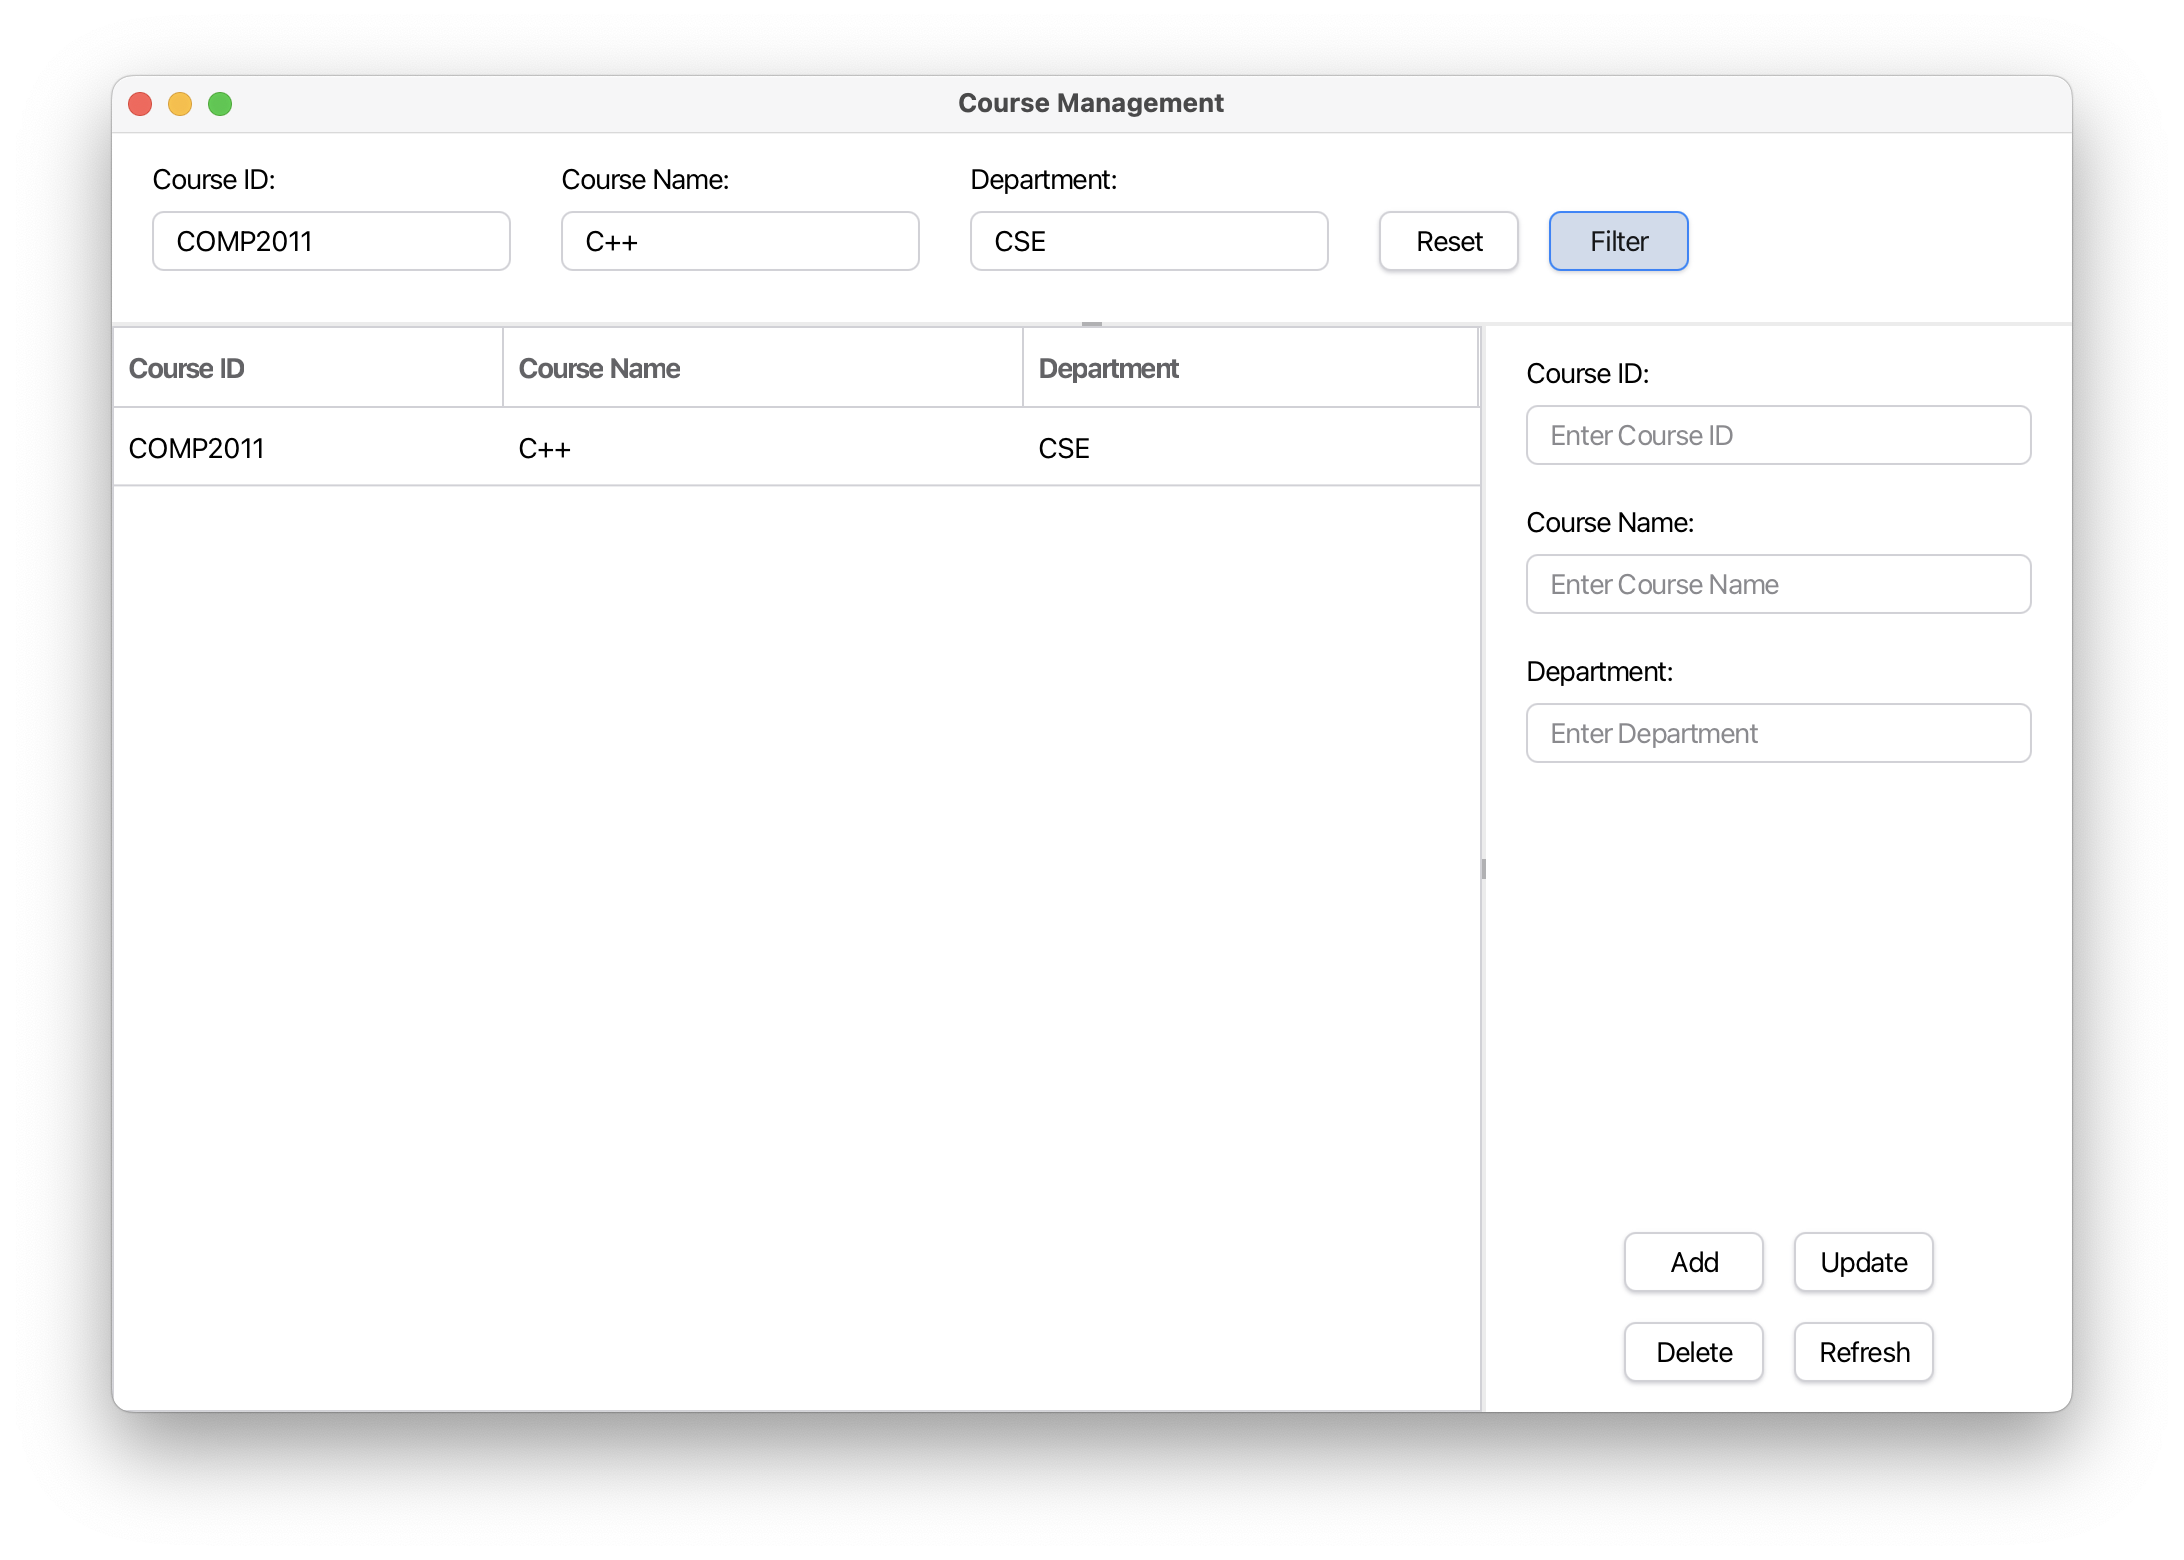 Course Management
Course ID:
Course Name:
Department:
COMP2011
C++
CSE
Reset
Filter
Course ID
Course Name
Department
COMP2011
C++
CSE
Course ID:
Enter Course ID
Course Name:
Enter Course Name
Department:
Enter Department
Add
Update
Delete
Refresh